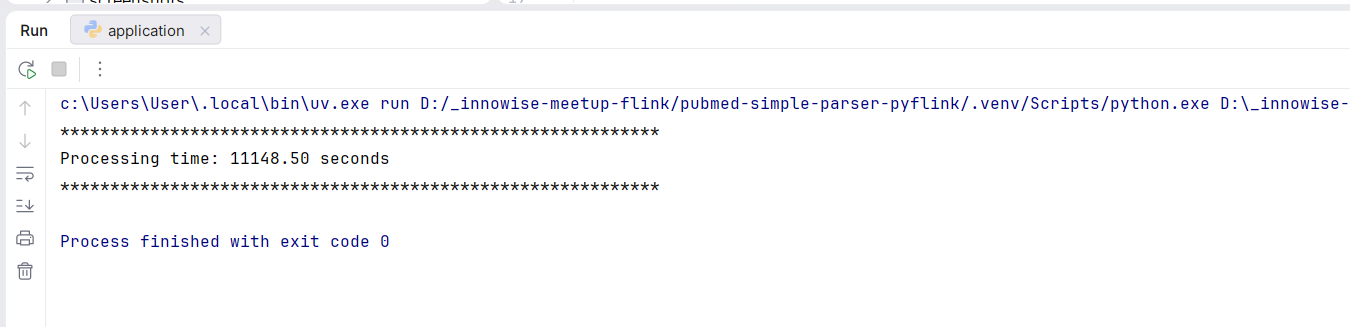 Run application
c:\Users\User\.local\bin\uv.exe run D:/_innowise-meetup-flink/pubmed-simple-parser-pyflink/.venv/Scripts/python.exe D:\_innowise-
************************************************************
Processing time: 11148.50 seconds
************************************************************
Process finished with exit code 0